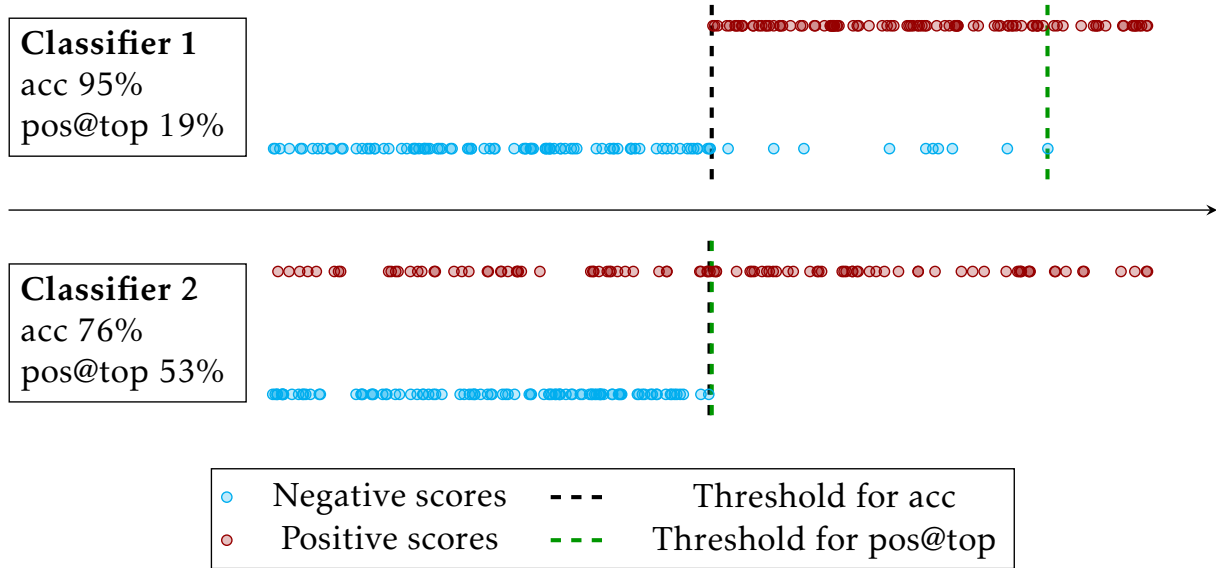 Classifier 1
acc 95%
pos@top 19%
Classifier 2
acc 76%
pos@top 53%
Negative scores
Threshold for acc
Positive scores
Threshold for pos@top